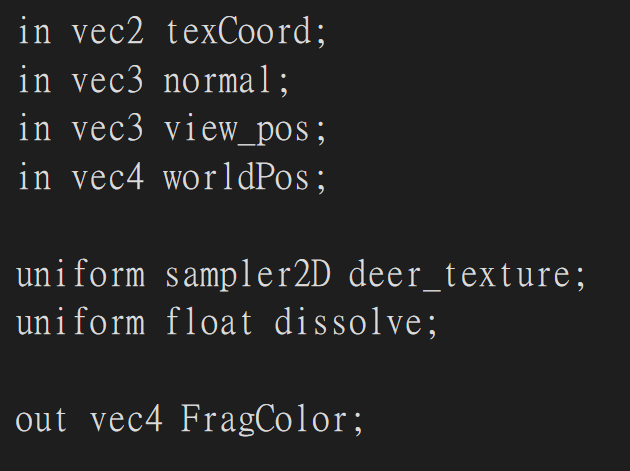 in vec2 texCoord;
in vec3 normal;
in vec3 view_pos;
in vec4 worldPos;
uniform sampler2D deer_texture;
uniform float dissolve;
out vec4 FragColor;